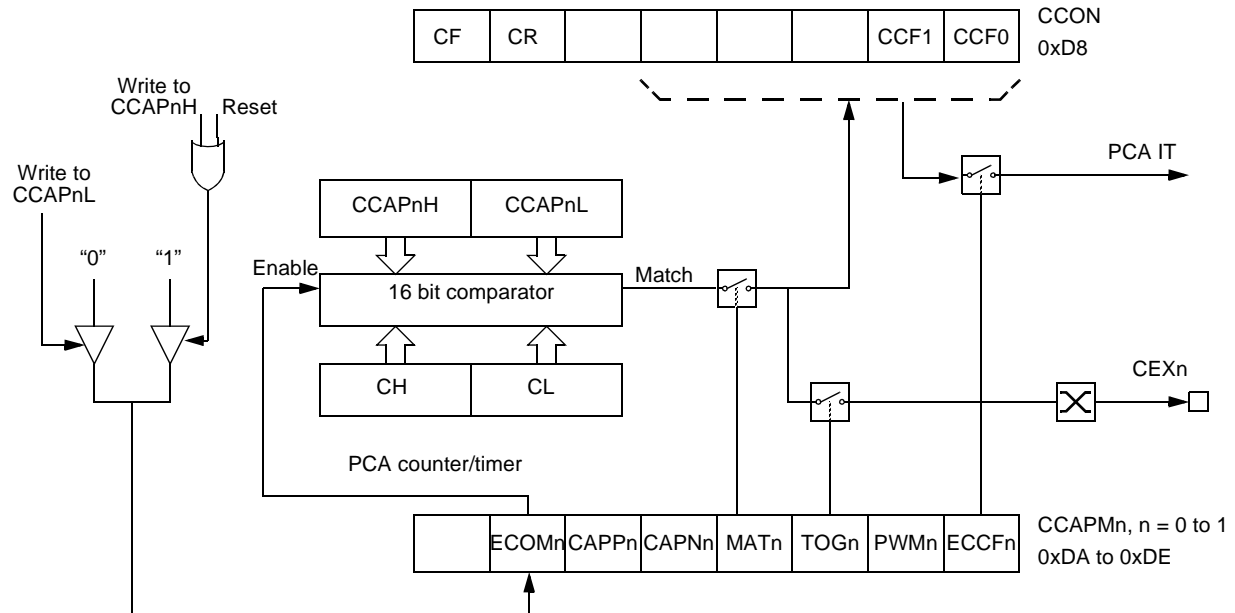 CF CR CCF1 CCF0 CCON
0xD8
Write to
CCAPnH Reset
Write to
CCAPnL
PCA IT
CCAPnH CCAPnL
“0” “1”
Enable
16 bit comparator
Match
CH CL
CEXn
PCA counter/timer
ECOMn CAPPn CAPNn MATn TOGn PWMn ECCFn
CCAPMn, n = 0 to 1
0xDA to 0xDE